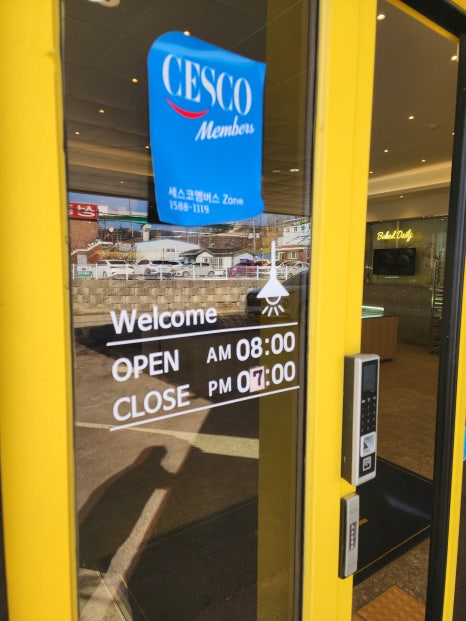 CESCO
Members
세스코멤버스 Zone
1588-1119
Baked Daily
Welcome
OPEN AM 08:00
CLOSE PM 07:00